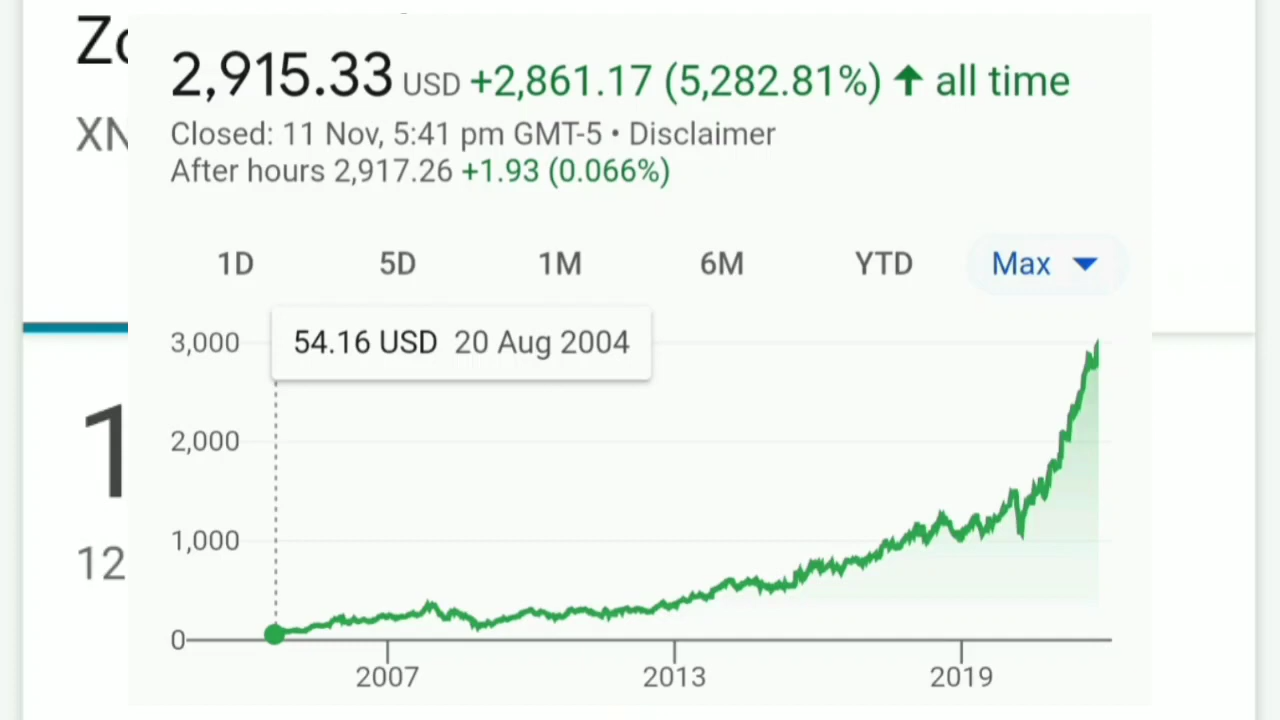 Zo
XN
2,915.33 USD +2,861.17 (5,282.81%) ↑ all time
Closed: 11 Nov, 5:41 pm GMT-5 • Disclaimer
After hours 2,917.26 +1.93 (0.066%)
1D 5D 1M 6M YTD Max
54.16 USD 20 Aug 2004
3,000
2,000
1,000
0
2007 2013 2019
1
12